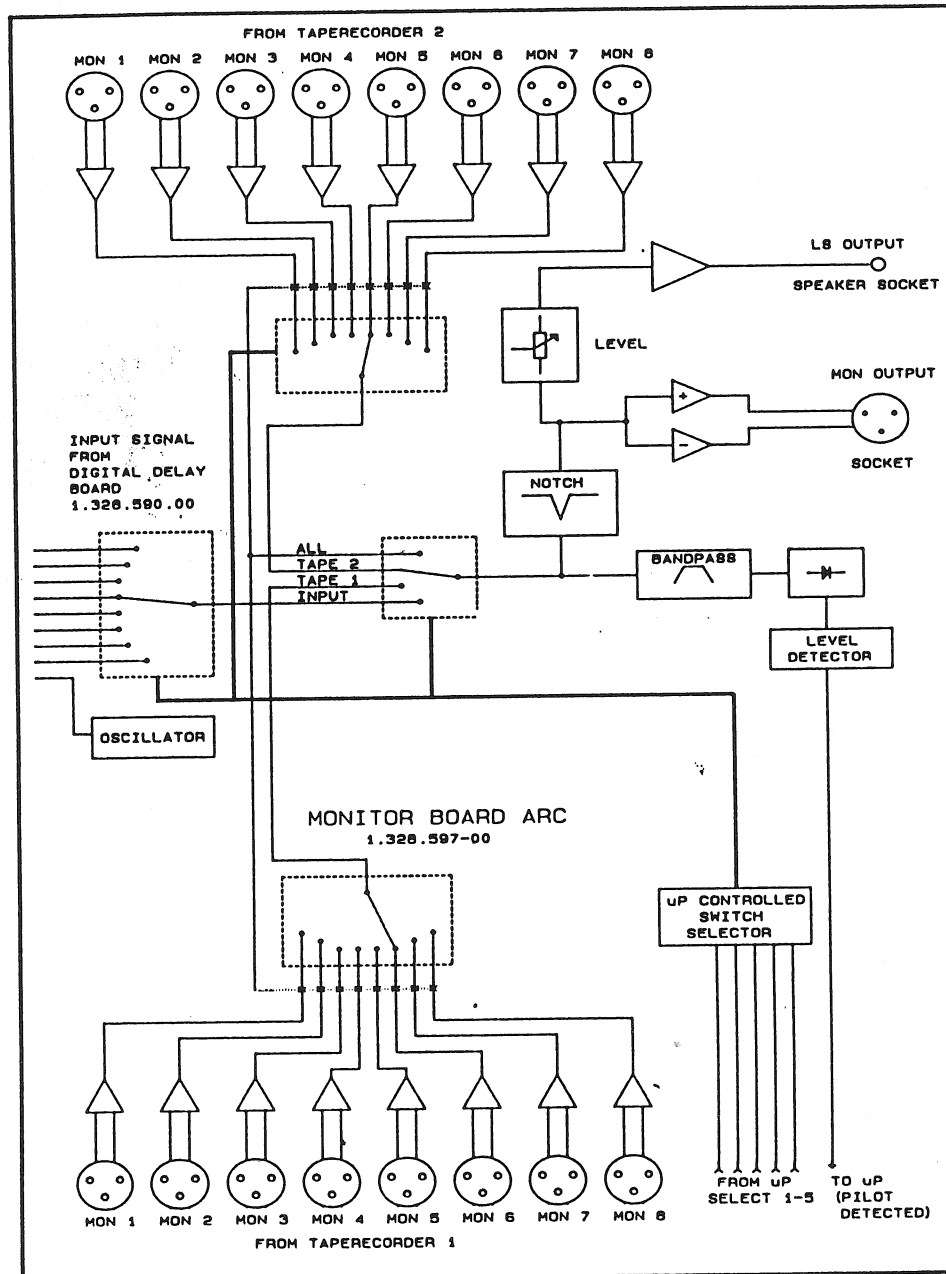 FROM TAPERECORDER 2
MON 1 MON 2 MON 3 MON 4 MON 5 MON 6 MON 7 MON 8
LS OUTPUT
SPEAKER SOCKET
LEVEL
MON OUTPUT
+
-
SOCKET
INPUT SIGNAL
FROM
DIGITAL DELAY
BOARD
1.328.590.00
NOTCH
ALL
TAPE 2
TAPE 1
INPUT
BANDPASS
LEVEL
DETECTOR
OSCILLATOR
MONITOR BOARD ARC
1.328.597-00
uP CONTROLLED
SWITCH
SELECTOR
FROM uP
SELECT 1-5
TO uP
(PILOT
DETECTED)
MON 1 MON 2 MON 3 MON 4 MON 5 MON 6 MON 7 MON 8
FROM TAPERECORDER 1